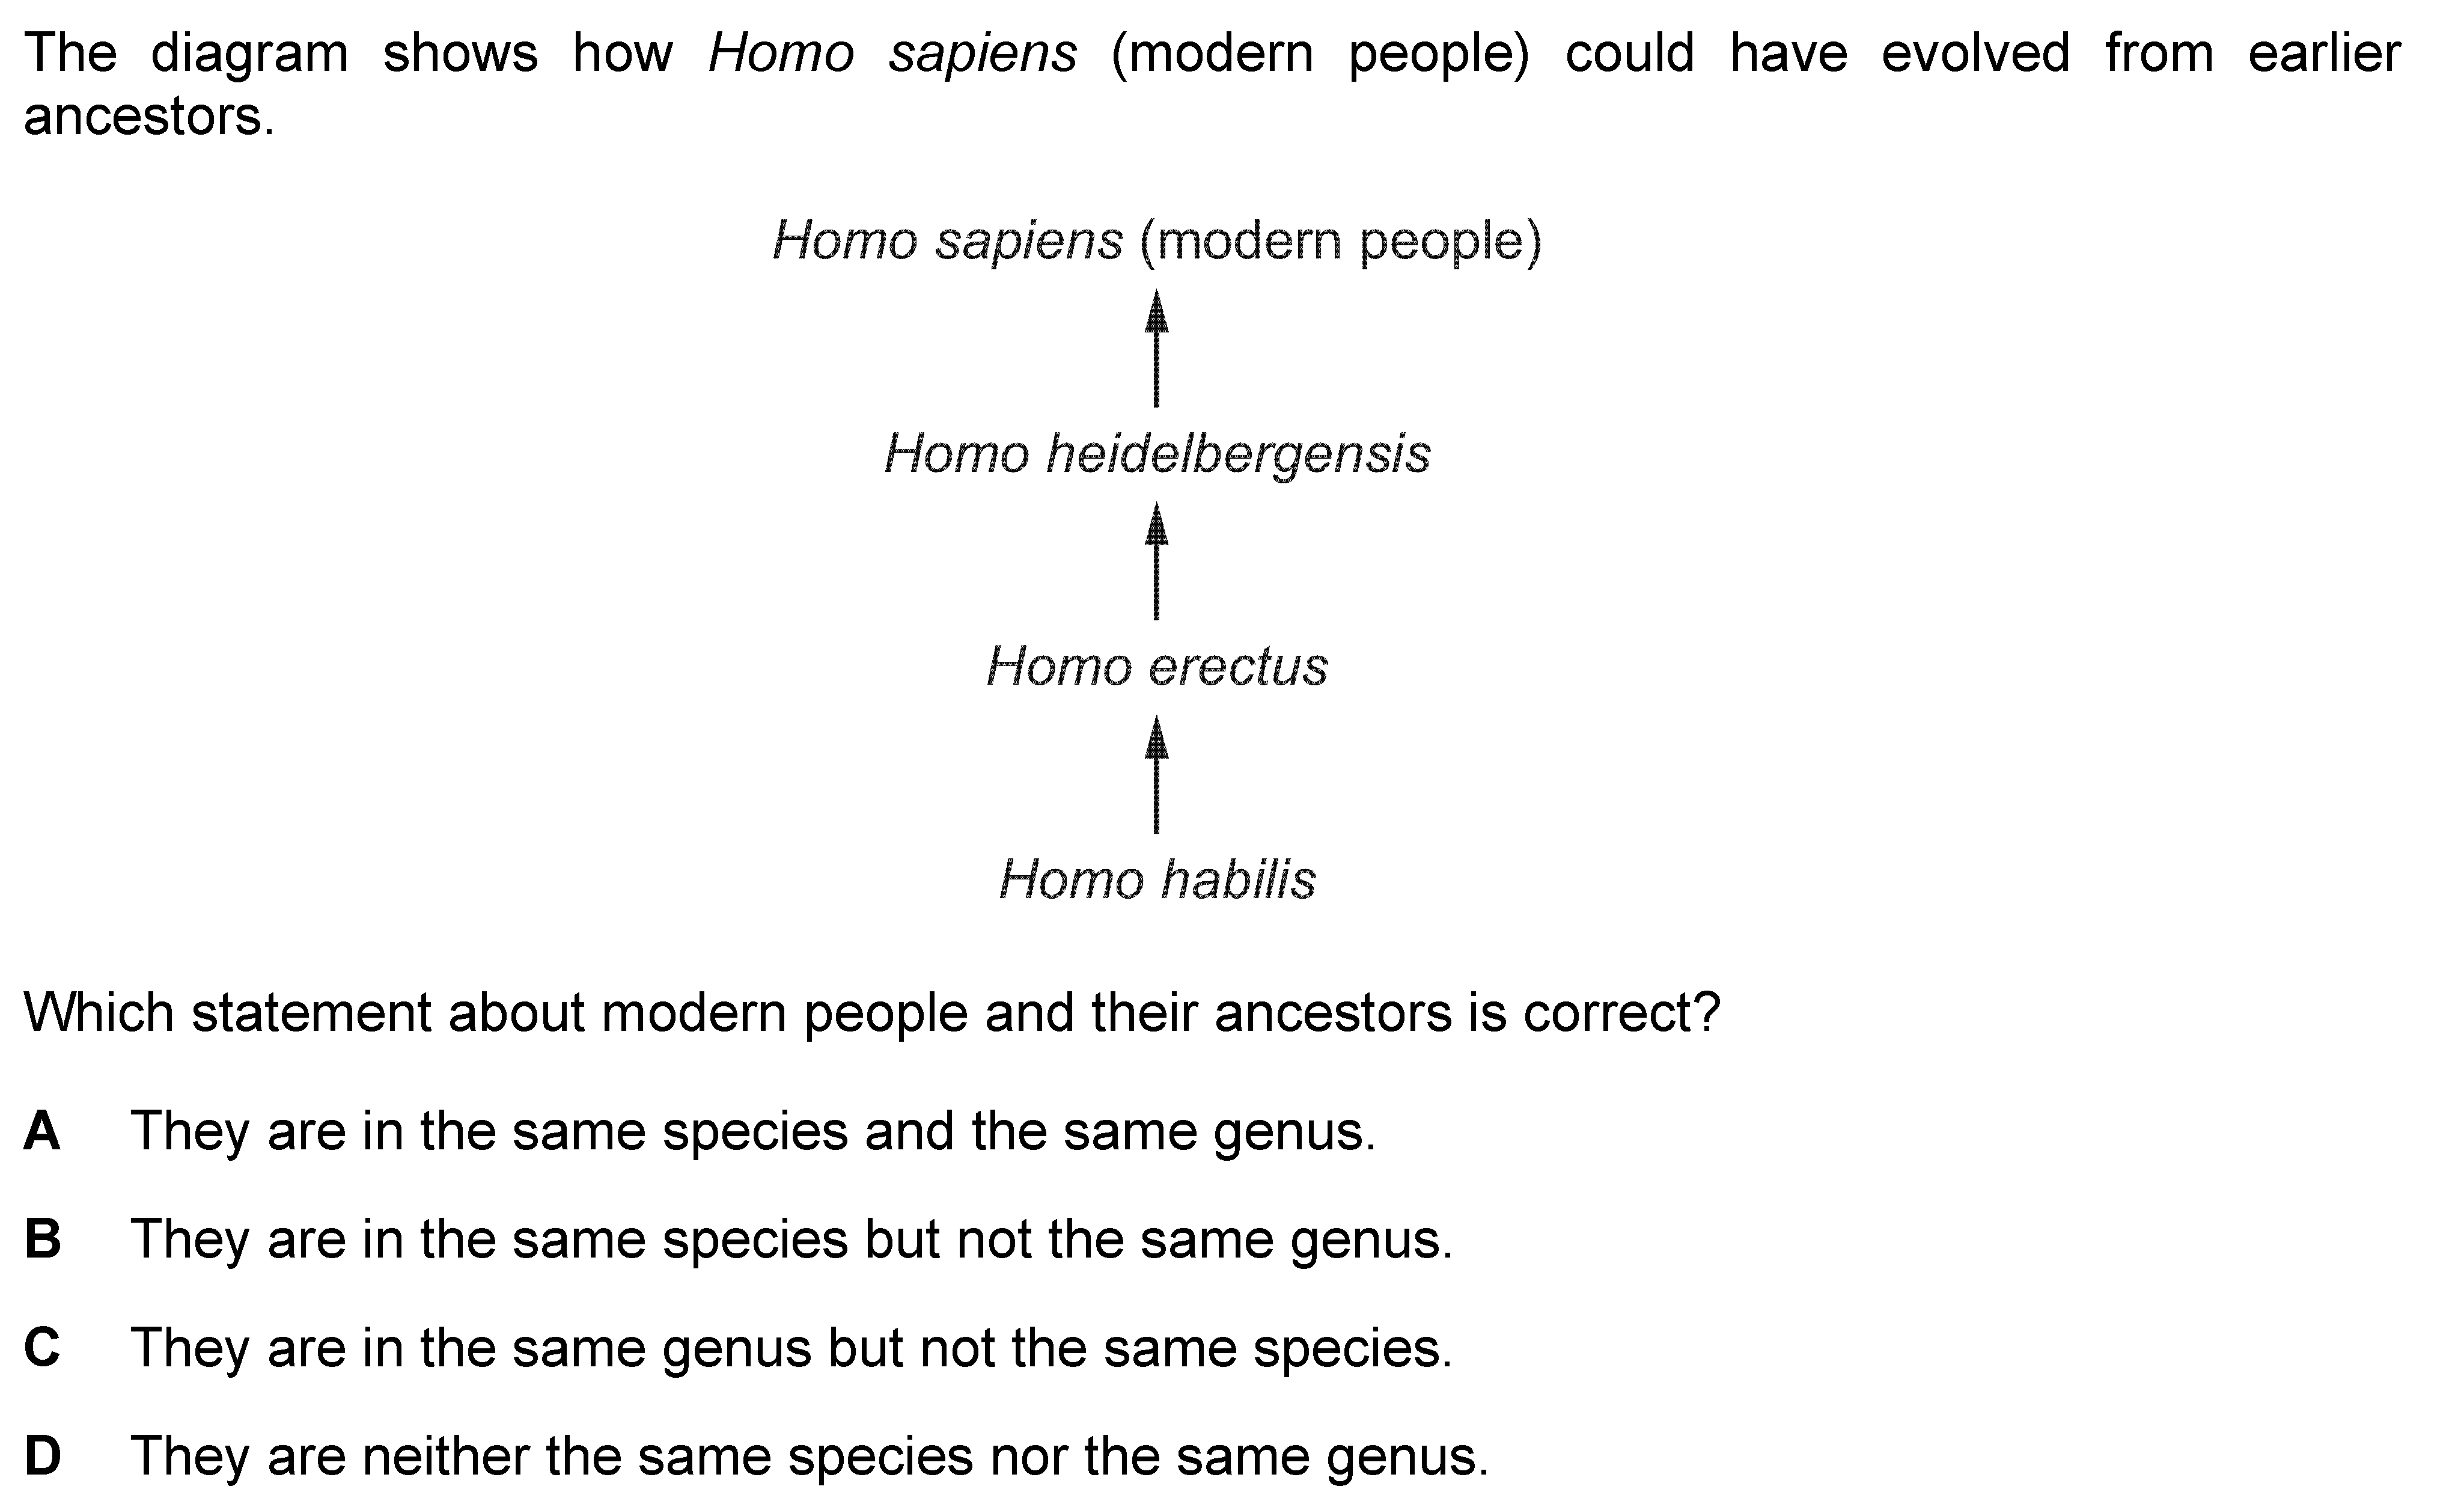 The diagram shows how Homo sapiens (modern people) could have evolved from earlier
ancestors.
Homo sapiens (modern people)
Homo heidelbergensis
Homo erectus
Homo habilis
Which statement about modern people and their ancestors is correct?
A They are in the same species and the same genus.
B They are in the same species but not the same genus.
C They are in the same genus but not the same species.
D They are neither the same species nor the same genus.